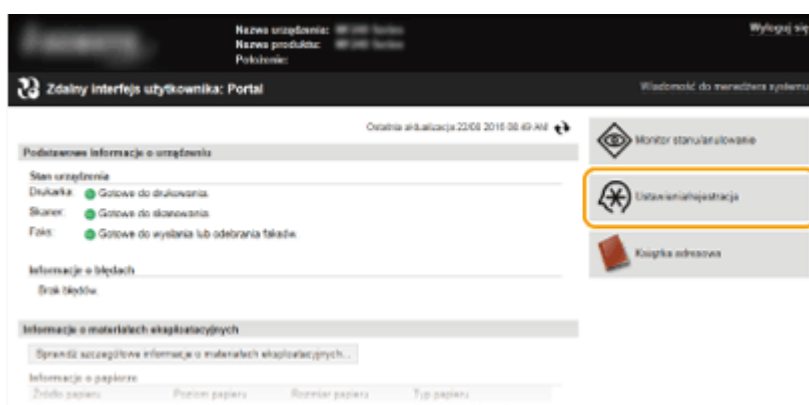 Nazwa urządzenia:
Nazwa produktu:
Położenie:
Wyloguj się
Zdalny interfejs użytkownika: Portal
Wiadomość do menedżera systemu
Ostatnia aktualizacja 22/08 2016 08:49 AM
Podstawowe informacje o urządzeniu
Stan urządzenia
Drukarka: Gotowe do drukowania.
Skaner: Gotowe do skanowania.
Faks: Gotowe do wysłania lub odebrania faksów.
Informacje o błędach
Brak błędów.
Informacje o materiałach eksploatacyjnych
Sprawdź szczegółowe informacje o materiałach eksploatacyjnych...
Informacje o papierze
Źródło papieru Poziom papieru Rozmiar papieru Typ papieru
Monitor stanu/anulowanie
Ustawienia/rejestracja
Książka adresowa